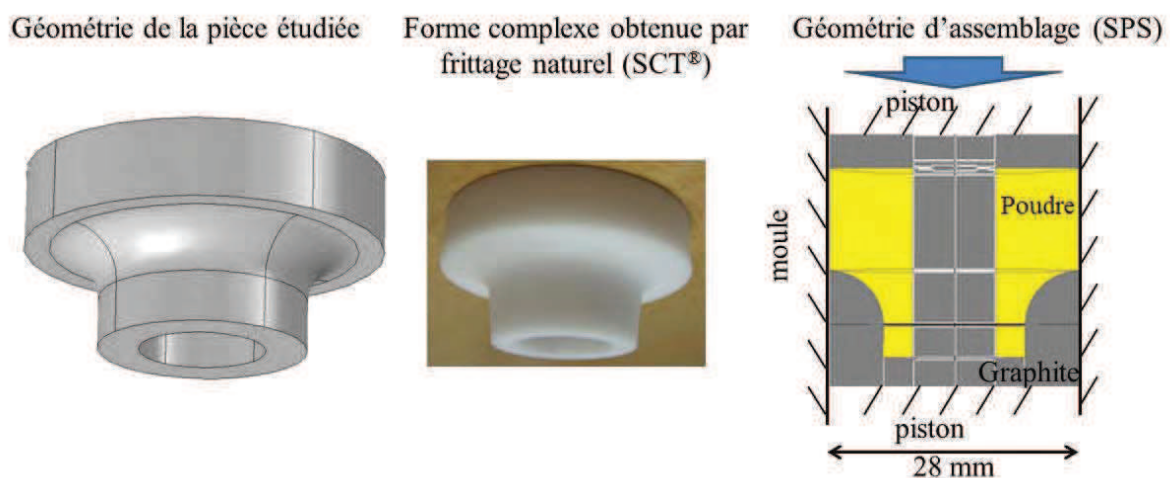 Géométrie de la pièce étudiée
Forme complexe obtenue par
frittage naturel (SCT®)
Géométrie d’assemblage (SPS)
piston
moule
Poudre
Graphite
piston
28 mm